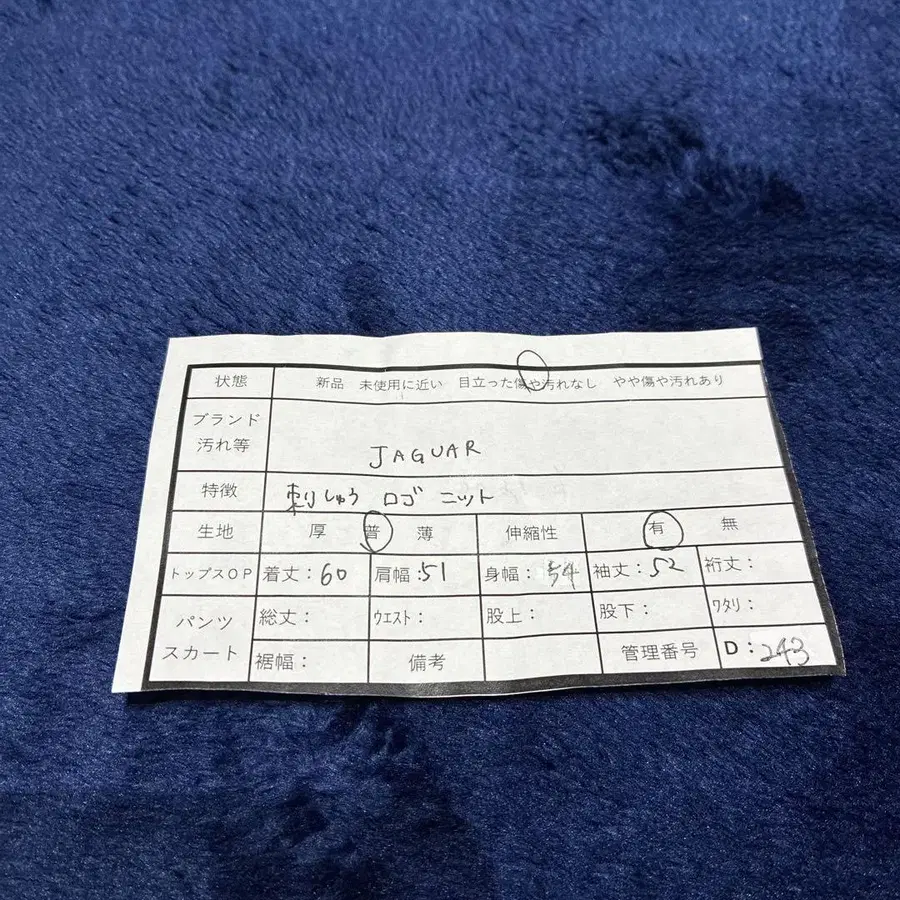 状態 新品 未使用に近い 目立った傷や汚れなし やや傷や汚れあり
ブランド
汚れ等 JAGUAR
特徴 刺しゅう ロゴ ニット
生地 厚 普 薄 伸縮性 有 無
トップスOP 着丈:60 肩幅:51 身幅:54 袖丈:52 裄丈:
パンツ
スカート
総丈: ウエスト: 股上: 股下: ワタリ:
裾幅: 備考 管理番号 D:243